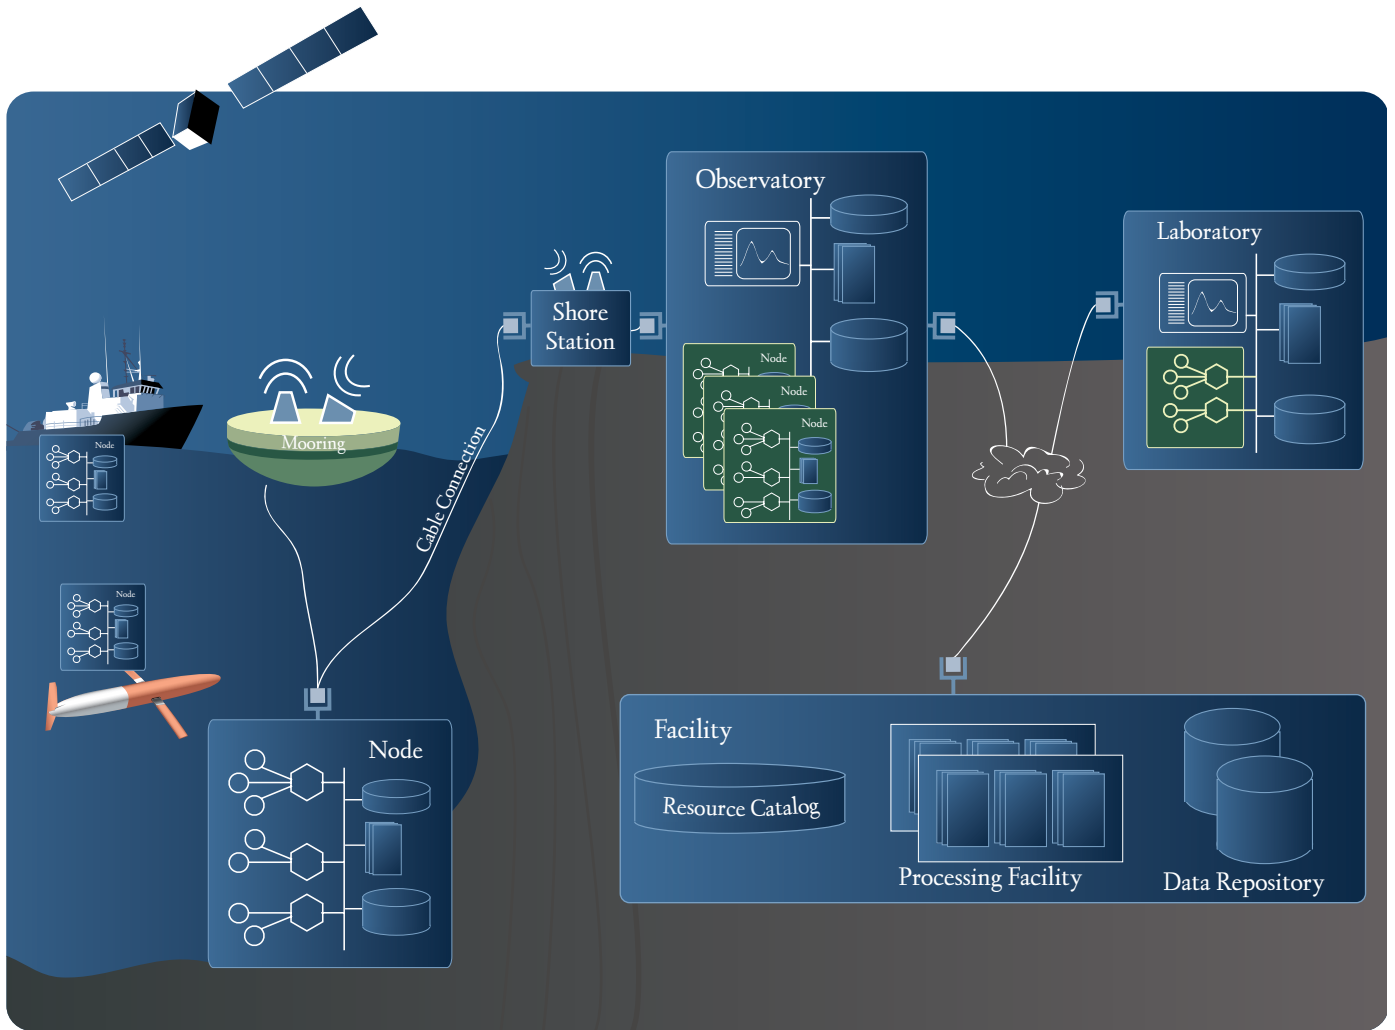 Observatory
Laboratory
Shore
Station
Node
Node
Node
Mooring
Node
Cable Connection
Node
Node
Facility
Resource Catalog
Processing Facility
Data Repository